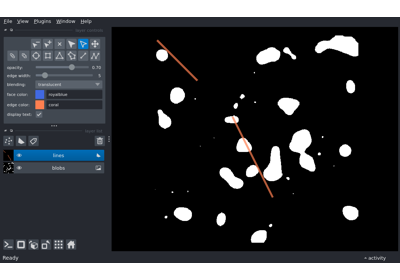 File View Plugins Window Help
opacity: 0.70
edge width: 5
blending: translucent
face color: royalblue
edge color: coral
display text: ✓
lines
blobs
Ready
activity